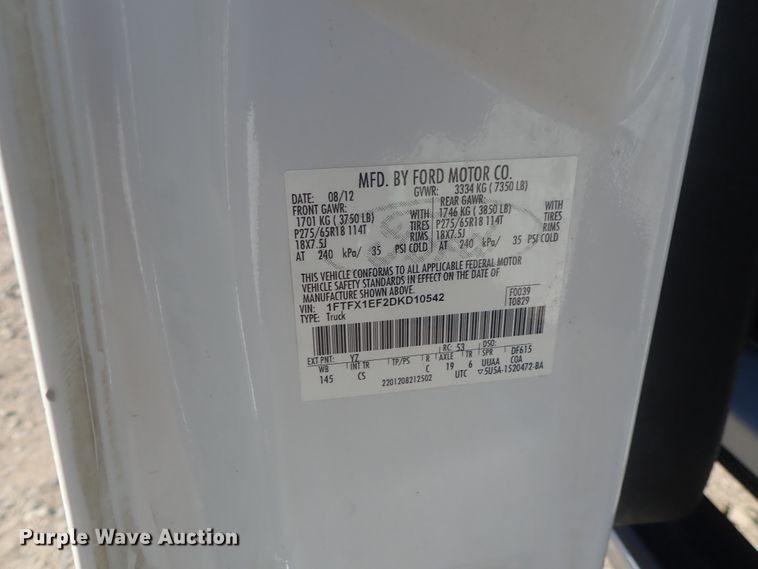 MFD. BY FORD MOTOR CO.
DATE: 08/12 GVWR: 3334 KG ( 7350 LB)
FRONT GAWR: REAR GAWR:
1701 KG ( 3750 LB) WITH 1746 KG ( 3850 LB) WITH
P275/65R18 114T TIRES P275/65R18 114T TIRES
18X7.5J RIMS 18X7.5J RIMS
AT 240 kPa/ 35 PSI COLD AT 240 kPa/ 35 PSI COLD
THIS VEHICLE CONFORMS TO ALL APPLICABLE FEDERAL MOTOR
VEHICLE SAFETY STANDARDS IN EFFECT ON THE DATE OF
MANUFACTURE SHOWN ABOVE.
VIN: 1FTFX1EF2DKD10542 F0039
TYPE: Truck T0829
EXT PNT: YZ RC: 53 DSO:
WB INT TR TP/PS R AXLE TR SPR DF615
145 CS C 19 6 UUAA COA
2201208212502 UTC ▽5U5A-1520472-BA
Purple Wave Auction